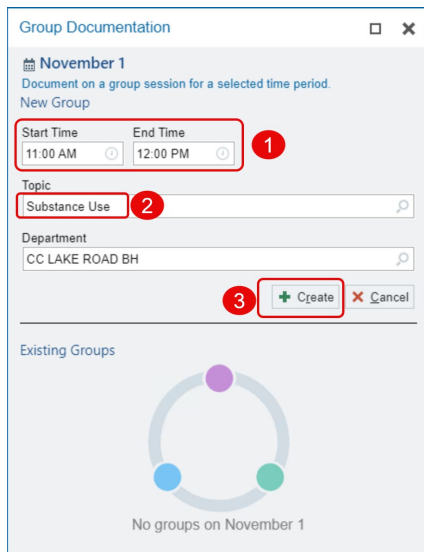 Group Documentation
November 1
Document on a group session for a selected time period.
New Group
Start Time End Time
11:00 AM 12:00 PM 1
Topic
Substance Use 2
Department
CC LAKE ROAD BH
3 Create Cancel
Existing Groups
No groups on November 1